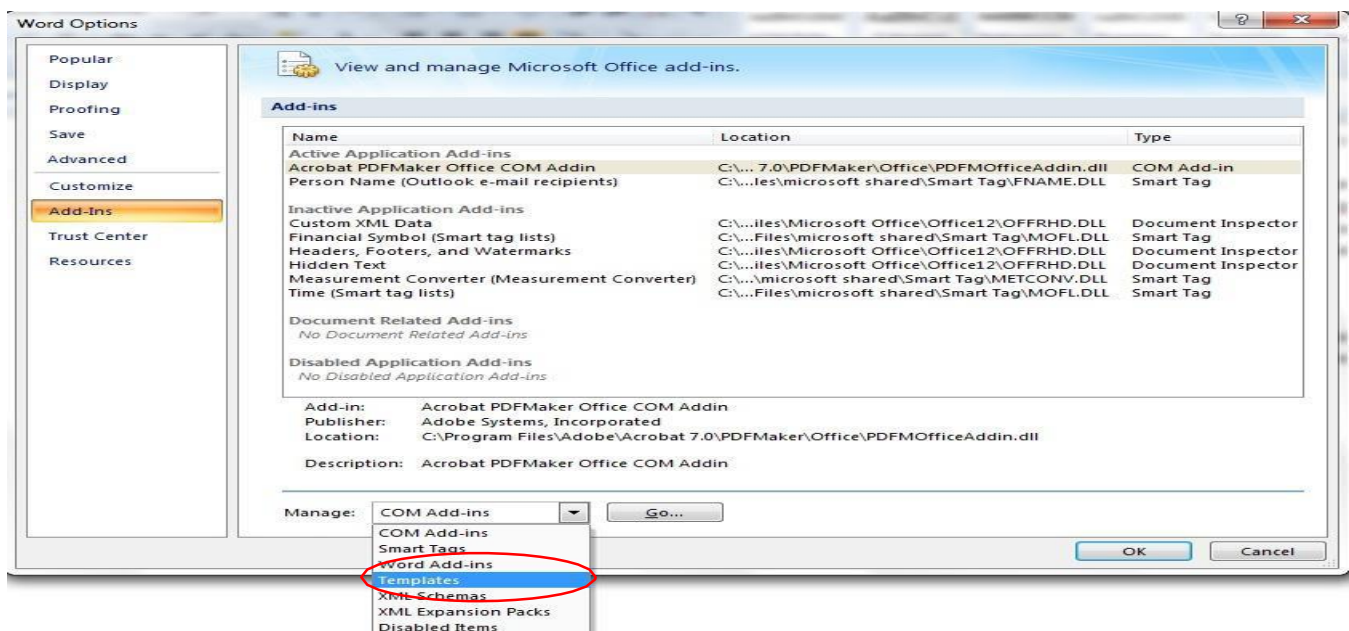 Word Options
Popular
Display
Proofing
Save
Advanced
Customize
Add-Ins
Trust Center
Resources
View and manage Microsoft Office add-ins.
Add-ins
Name Location Type
Active Application Add-ins
Acrobat PDFMaker Office COM Addin C:\... 7.0\PDFMaker\Office\PDFMOfficeAddin.dll COM Add-in
Person Name (Outlook e-mail recipients) C:\...les\microsoft shared\Smart Tag\FNAME.DLL Smart Tag
Inactive Application Add-ins
Custom XML Data C:\...iles\Microsoft Office\Office12\OFFRHD.DLL Document Inspector
Financial Symbol (Smart tag lists) C:\...Files\microsoft shared\Smart Tag\MOFL.DLL Smart Tag
Headers, Footers, and Watermarks C:\...iles\Microsoft Office\Office12\OFFRHD.DLL Document Inspector
Hidden Text C:\...iles\Microsoft Office\Office12\OFFRHD.DLL Document Inspector
Measurement Converter (Measurement Converter) C:\...\microsoft shared\Smart Tag\METCONV.DLL Smart Tag
Time (Smart tag lists) C:\...Files\microsoft shared\Smart Tag\MOFL.DLL Smart Tag
Document Related Add-ins
No Document Related Add-ins
Disabled Application Add-ins
No Disabled Application Add-ins
Add-in: Acrobat PDFMaker Office COM Addin
Publisher: Adobe Systems, Incorporated
Location: C:\Program Files\Adobe\Acrobat 7.0\PDFMaker\Office\PDFMOfficeAddin.dll
Description: Acrobat PDFMaker Office COM Addin
Manage: COM Add-ins Go...
COM Add-ins
Smart Tags
Word Add-ins
Templates
XML Schemas
XML Expansion Packs
Disabled Items
OK Cancel